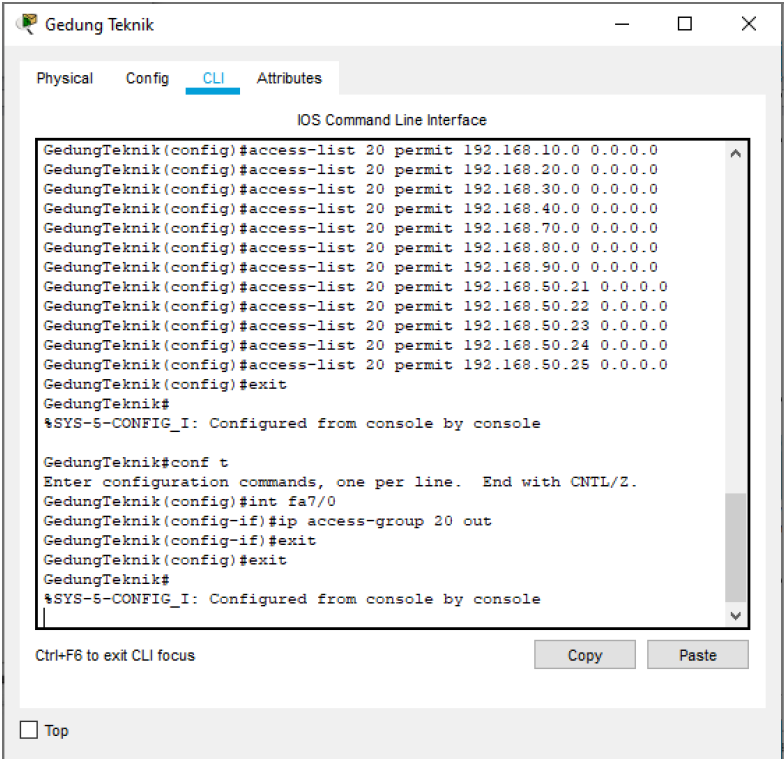 Gedung Teknik
Physical Config CLI Attributes
IOS Command Line Interface
GedungTeknik(config)#access-list 20 permit 192.168.10.0 0.0.0.0
GedungTeknik(config)#access-list 20 permit 192.168.20.0 0.0.0.0
GedungTeknik(config)#access-list 20 permit 192.168.30.0 0.0.0.0
GedungTeknik(config)#access-list 20 permit 192.168.40.0 0.0.0.0
GedungTeknik(config)#access-list 20 permit 192.168.70.0 0.0.0.0
GedungTeknik(config)#access-list 20 permit 192.168.80.0 0.0.0.0
GedungTeknik(config)#access-list 20 permit 192.168.90.0 0.0.0.0
GedungTeknik(config)#access-list 20 permit 192.168.50.21 0.0.0.0
GedungTeknik(config)#access-list 20 permit 192.168.50.22 0.0.0.0
GedungTeknik(config)#access-list 20 permit 192.168.50.23 0.0.0.0
GedungTeknik(config)#access-list 20 permit 192.168.50.24 0.0.0.0
GedungTeknik(config)#access-list 20 permit 192.168.50.25 0.0.0.0
GedungTeknik(config)#exit
GedungTeknik#
%SYS-5-CONFIG_I: Configured from console by console
GedungTeknik#conf t
Enter configuration commands, one per line.  End with CNTL/Z.
GedungTeknik(config)#int fa7/0
GedungTeknik(config-if)#ip access-group 20 out
GedungTeknik(config-if)#exit
GedungTeknik(config)#exit
GedungTeknik#
%SYS-5-CONFIG_I: Configured from console by console
Ctrl+F6 to exit CLI focus
Copy Paste
Top